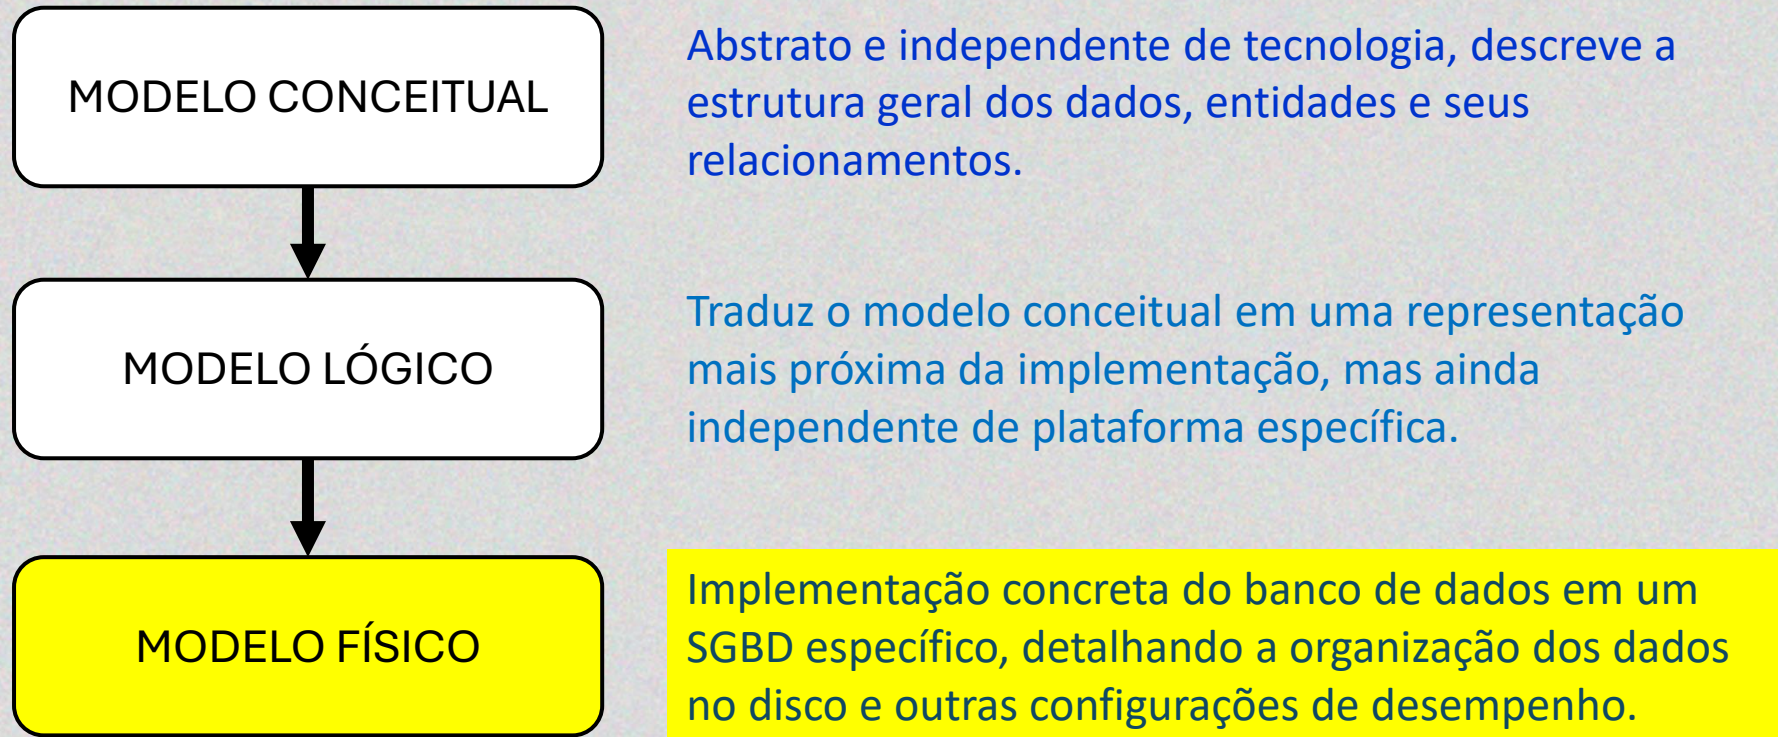 MODELO CONCEITUAL
Abstrato e independente de tecnologia, descreve a
estrutura geral dos dados, entidades e seus
relacionamentos.
MODELO LÓGICO
Traduz o modelo conceitual em uma representação
mais próxima da implementação, mas ainda
independente de plataforma específica.
MODELO FÍSICO
Implementação concreta do banco de dados em um
SGBD específico, detalhando a organização dos dados
no disco e outras configurações de desempenho.